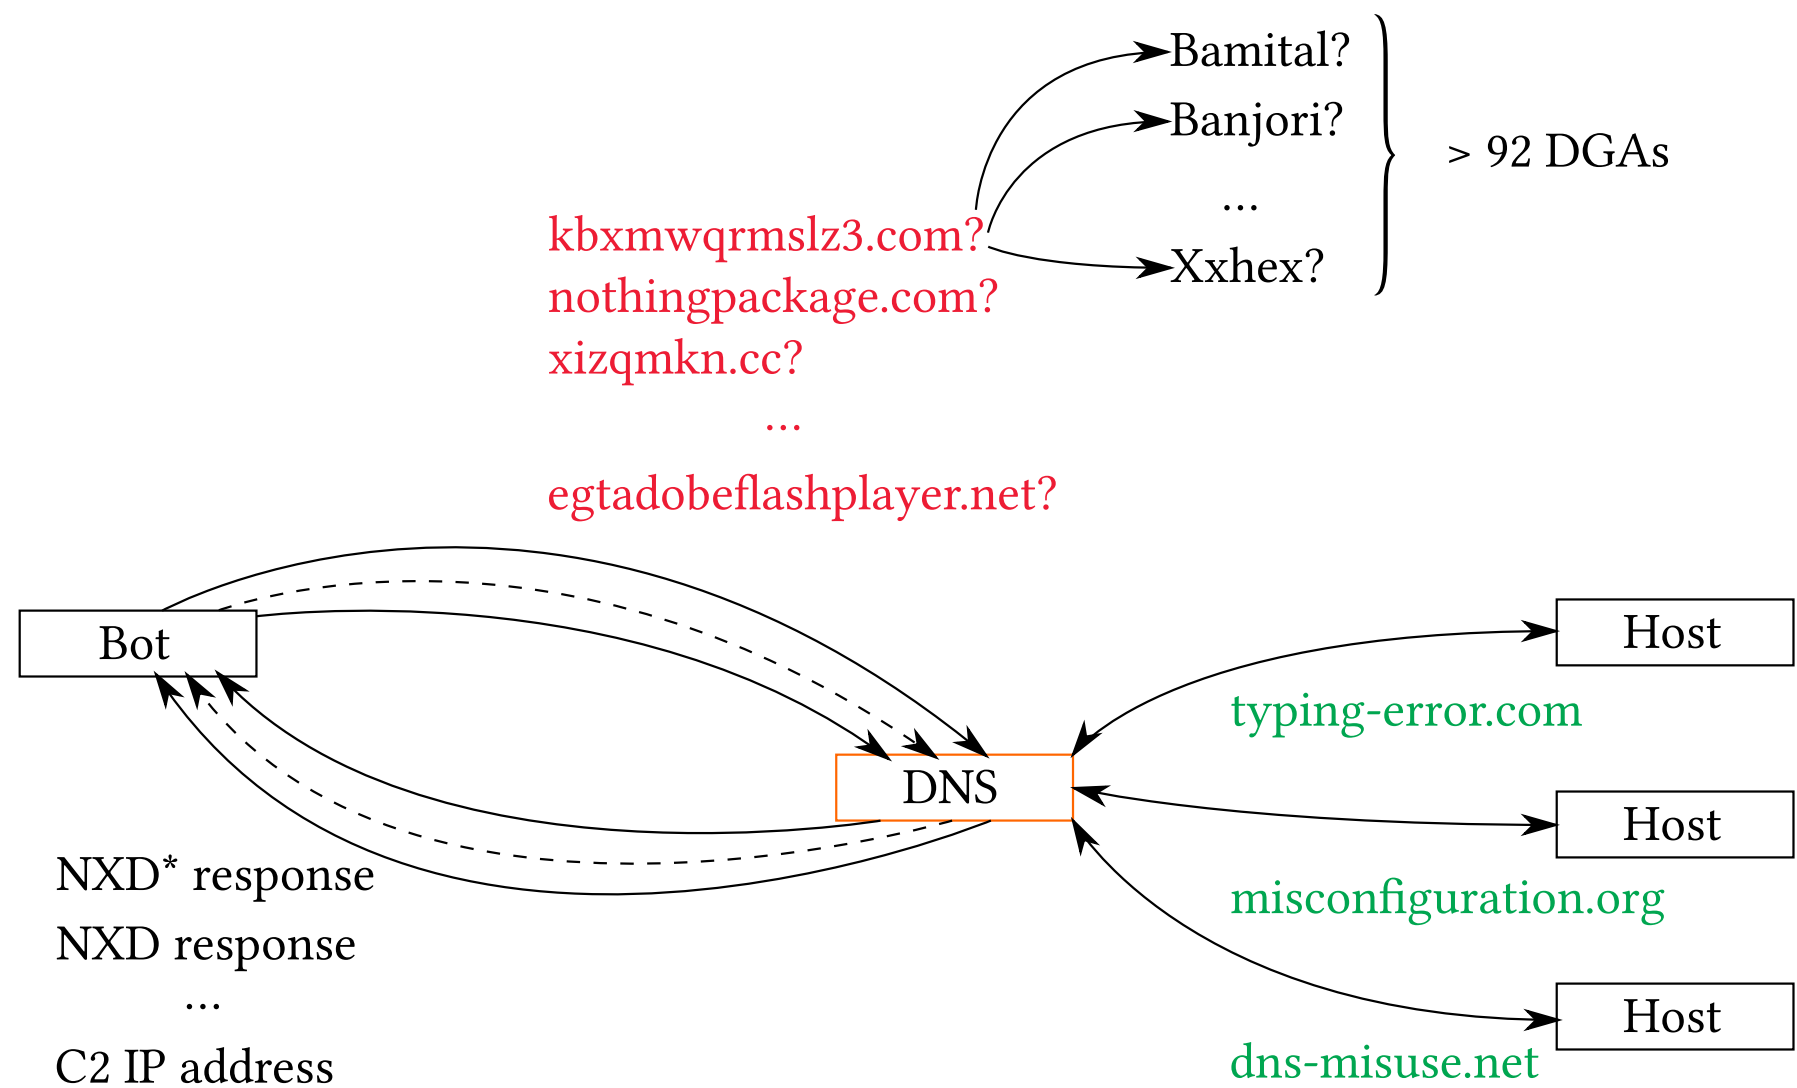 Bamital?
Banjori?
...
Xxhex?
> 92 DGAs
kbxmwqrmslz3.com?
nothingpackage.com?
xizqmkn.cc?
...
egtadobeflashplayer.net?
Bot
DNS
Host
typing-error.com
Host
misconfiguration.org
Host
dns-misuse.net
NXD* response
NXD response
...
C2 IP address